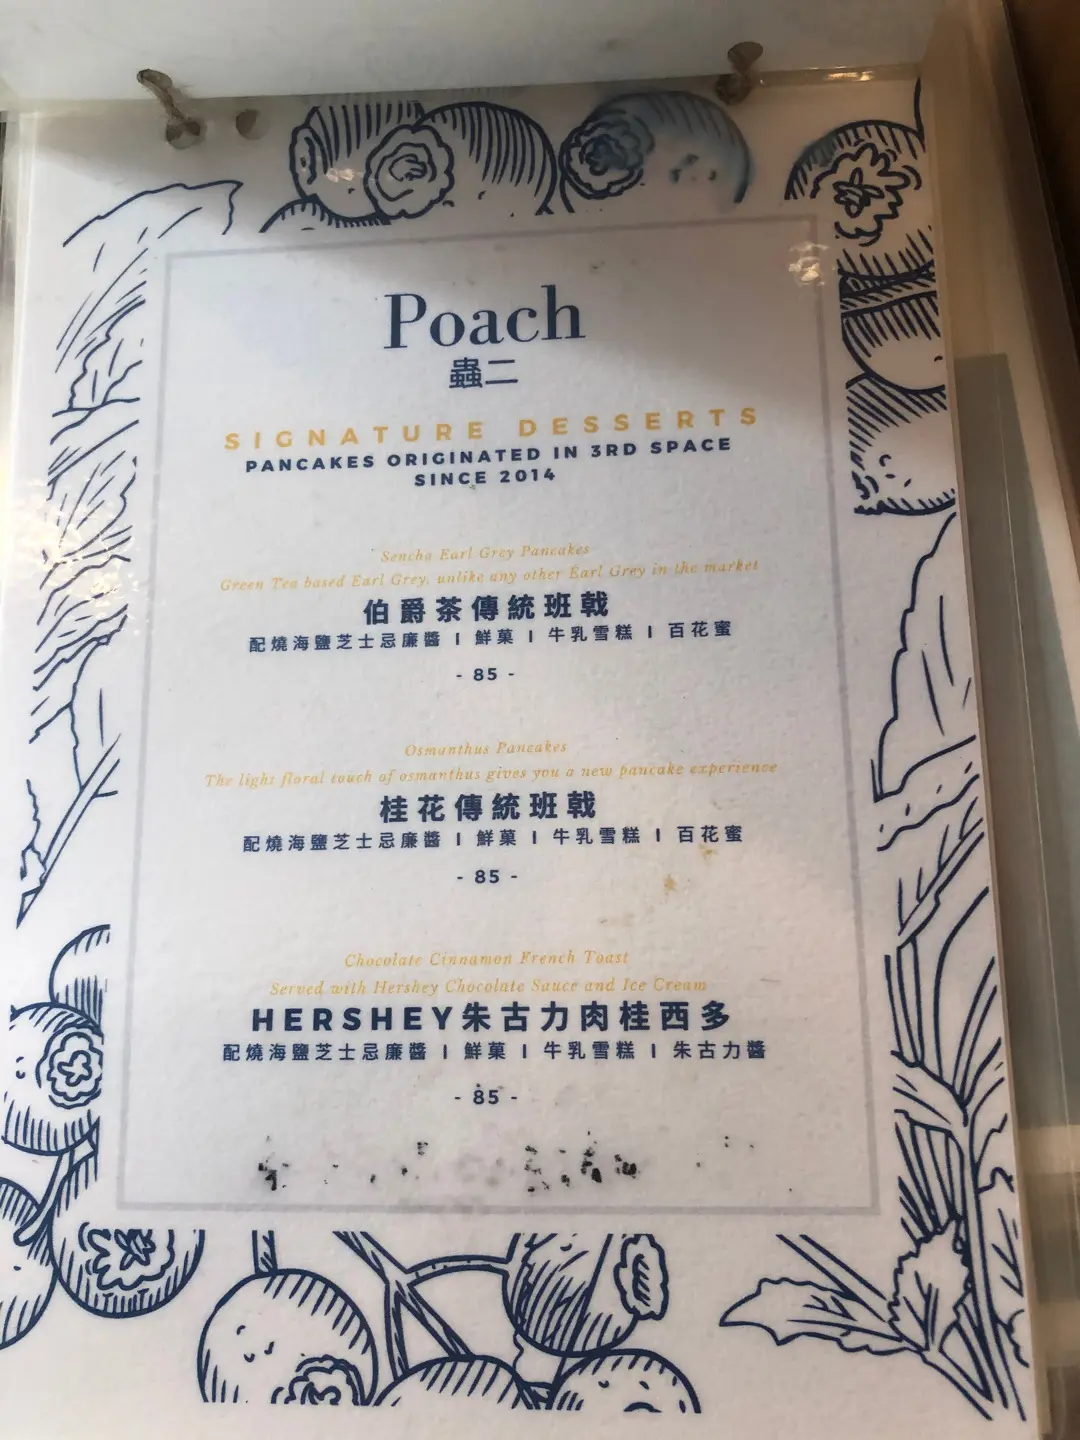 Poach
蟲二
SIGNATURE DESSERTS
PANCAKES ORIGINATED IN 3RD SPACE
SINCE 2014
Sencha Earl Grey Pancakes
Green Tea based Earl Grey, unlike any other Earl Grey in the market
伯爵茶傳統班戟
配燒海鹽芝士忌廉醬 I 鮮菓 I 牛乳雪糕 I 百花蜜
- 85 -
Osmanthus Pancakes
The light floral touch of osmanthus gives you a new pancake experience
桂花傳統班戟
配燒海鹽芝士忌廉醬 I 鮮菓 I 牛乳雪糕 I 百花蜜
- 85 -
Chocolate Cinnamon French Toast
Served with Hershey Chocolate Sauce and Ice Cream
HERSHEY朱古力肉桂西多
配燒海鹽芝士忌廉醬 I 鮮菓 I 牛乳雪糕 I 朱古力醬
- 85 -